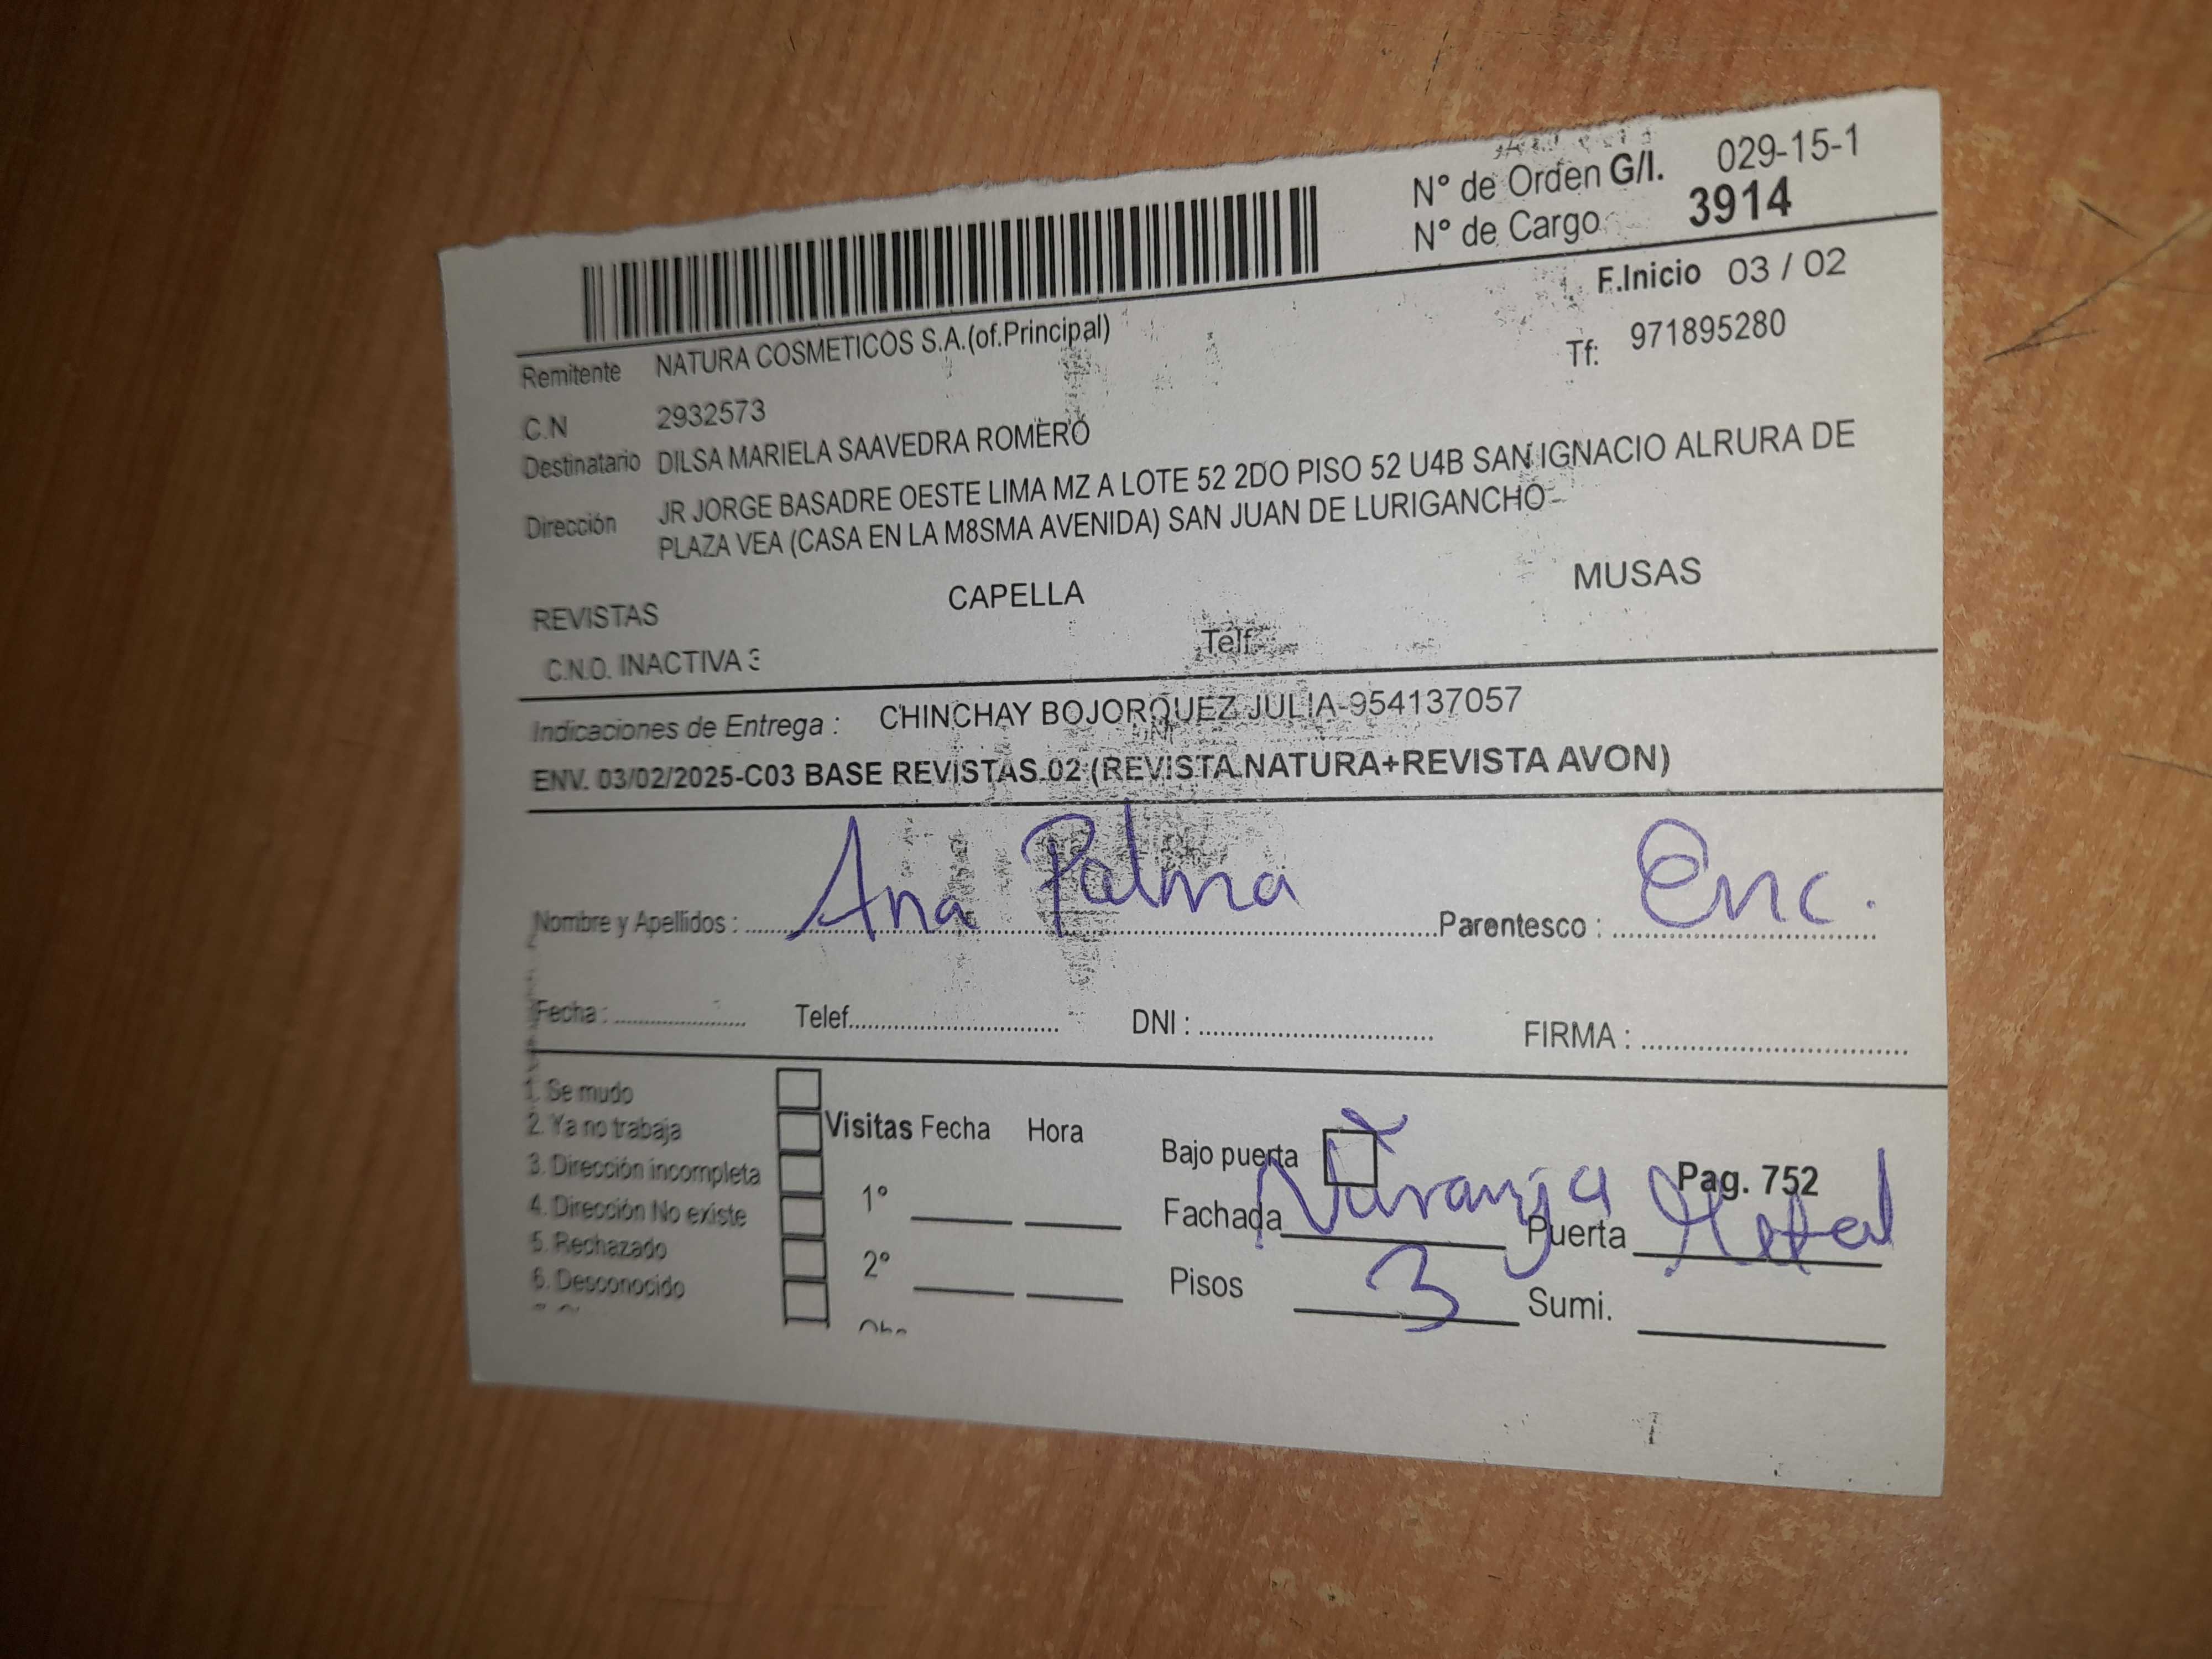 N° de Orden G/I. 029-15-1
N° de Cargo 3914
F.Inicio 03 / 02
Remitente NATURA COSMETICOS S.A.(of.Principal)
Tf: 971895280
C.N 2932573
Destinatario DILSA MARIELA SAAVEDRA ROMERO
Dirección JR JORGE BASADRE OESTE LIMA MZ A LOTE 52 2DO PISO 52 U4B SAN IGNACIO ALRURA DE
PLAZA VEA (CASA EN LA M8SMA AVENIDA) SAN JUAN DE LURIGANCHO
REVISTAS CAPELLA MUSAS
C.N.O. INACTIVA 3 Telf
Indicaciones de Entrega : CHINCHAY BOJORQUEZ JULIA-954137057
ENV. 03/02/2025-C03 BASE REVISTAS 02 (REVISTA NATURA+REVISTA AVON)
Nombre y Apellidos : Ana Palma Parentesco : Enc.
Fecha : Telef. DNI : FIRMA :
1. Se mudo
2. Ya no trabaja
3. Dirección incompleta
4. Dirección No existe
5. Rechazado
6. Desconocido
Visitas Fecha Hora
1°
2°
Bajo puerta Pag. 752
Fachada Naranja Puerta Metal
Pisos 3 Sumi.